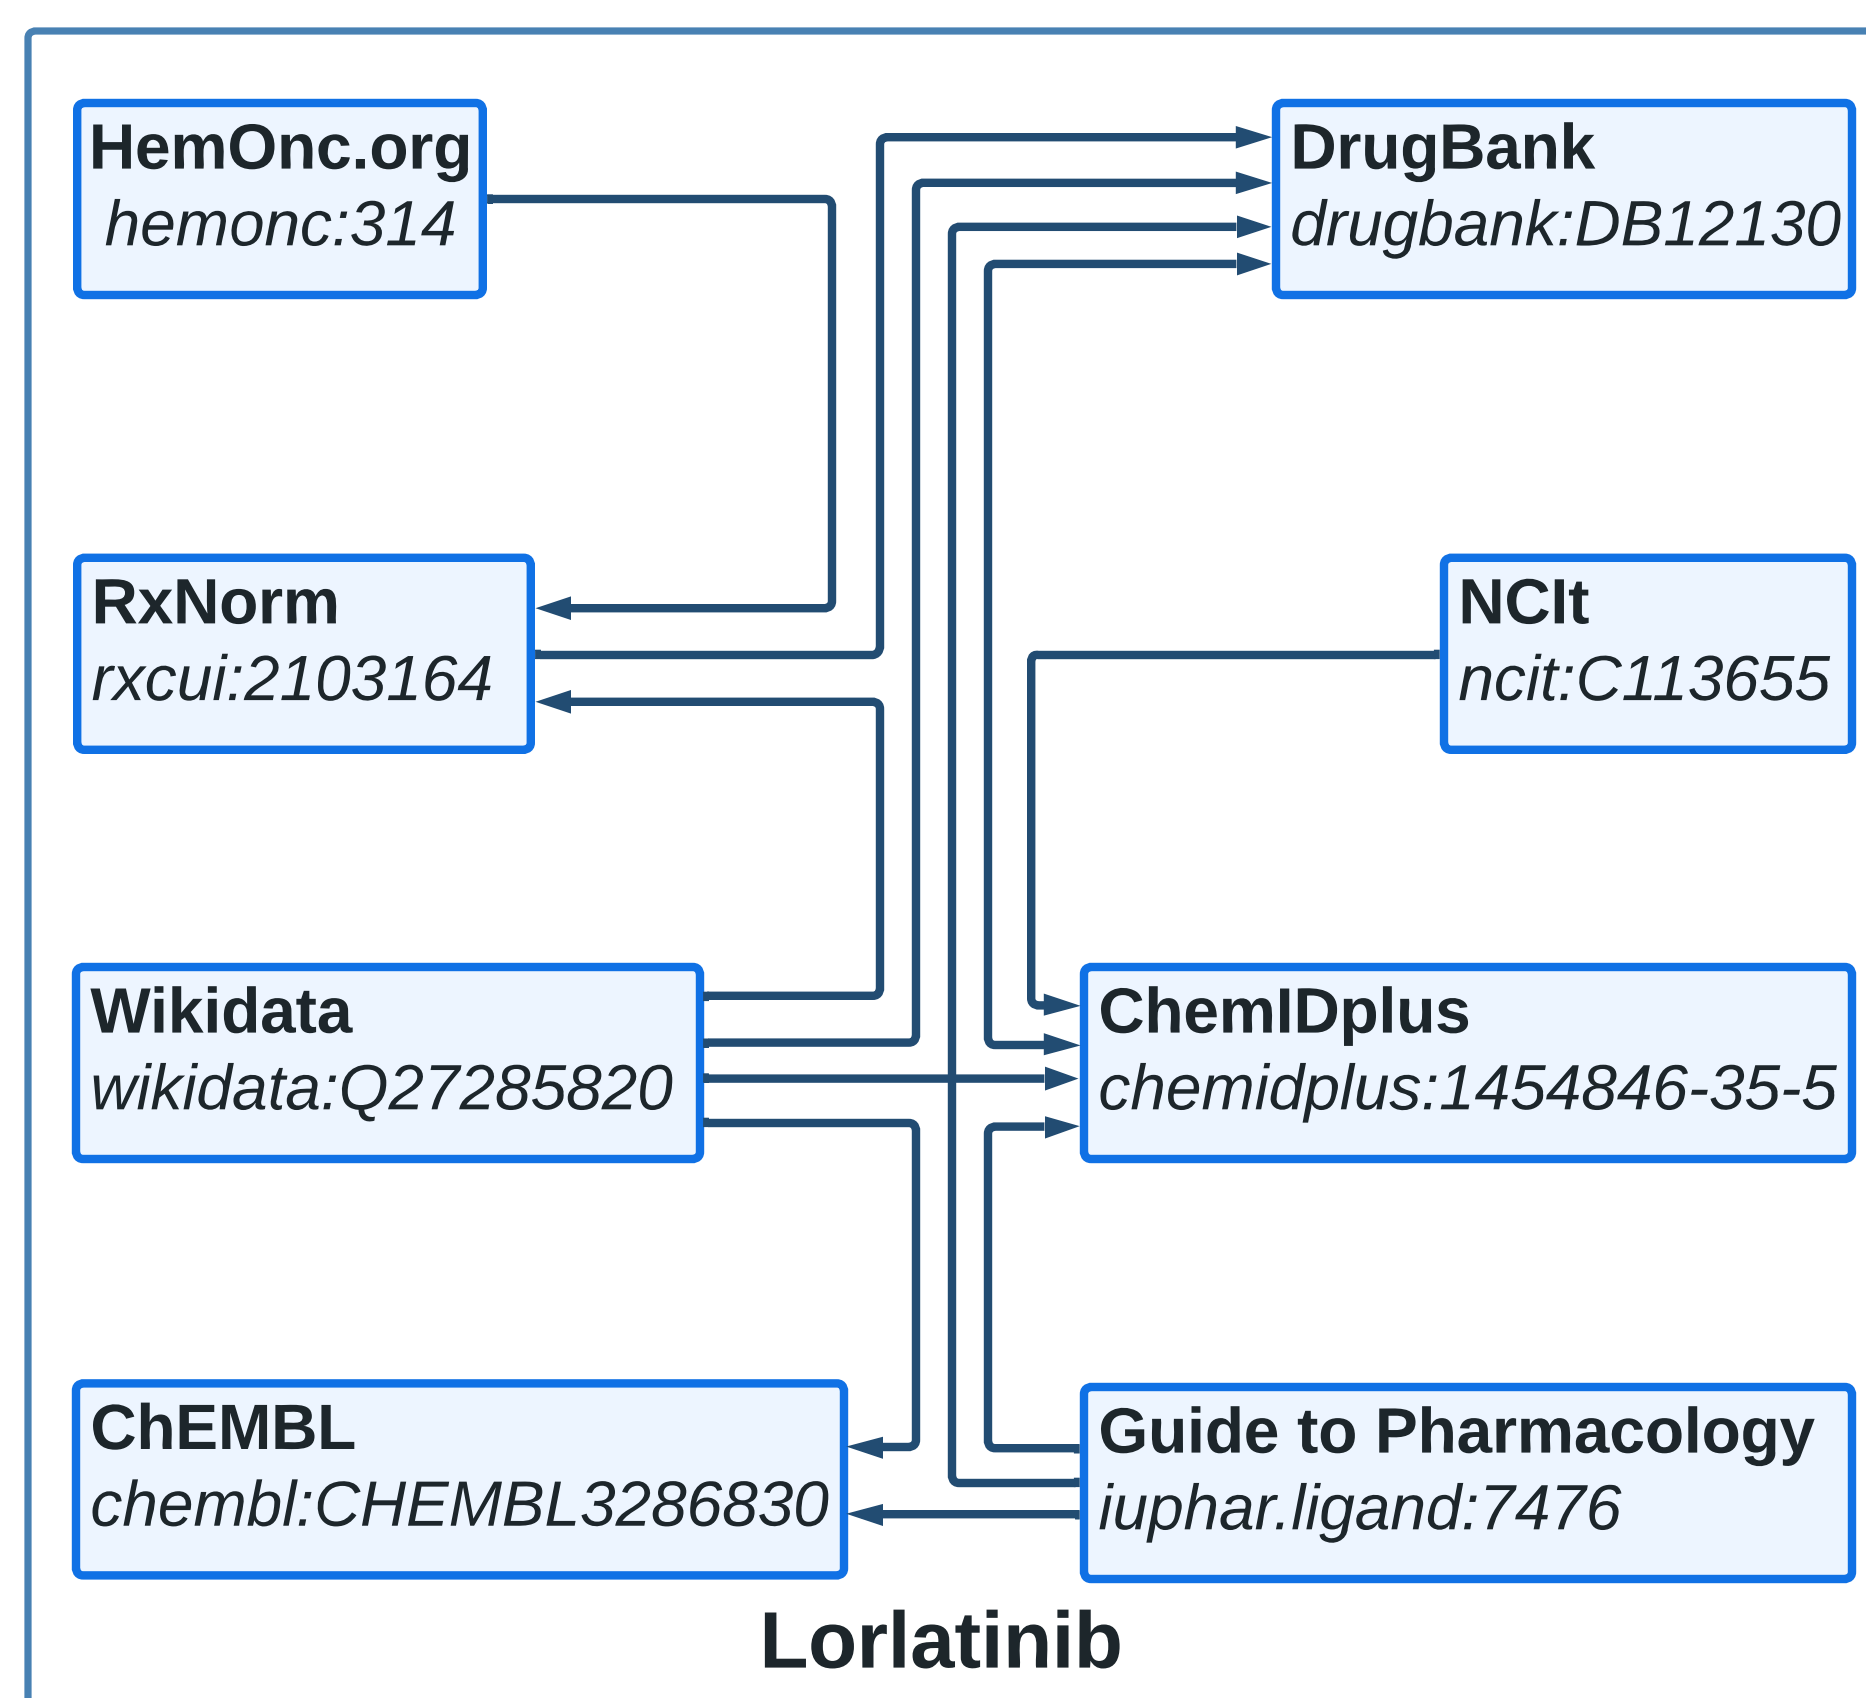 HemOnc.org
hemonc:314
DrugBank
drugbank:DB12130
RxNorm
rxcui:2103164
NCIt
ncit:C113655
Wikidata
wikidata:Q27285820
ChemIDplus
chemidplus:1454846-35-5
ChEMBL
chembl:CHEMBL3286830
Guide to Pharmacology
iuphar.ligand:7476
Lorlatinib